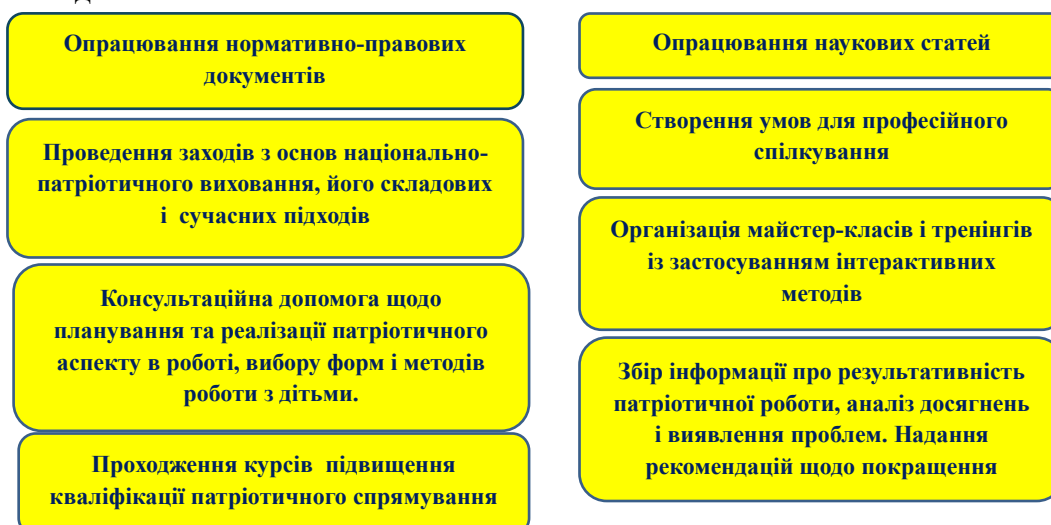 Опрацювання нормативно-правових
документів
Проведення заходів з основ національно-
патріотичного виховання, його складових
і сучасних підходів
Консультаційна допомога щодо
планування та реалізації патріотичного
аспекту в роботі, вибору форм і методів
роботи з дітьми.
Проходження курсів підвищення
кваліфікації патріотичного спрямування
Опрацювання наукових статей
Створення умов для професійного
спілкування
Організація майстер-класів і тренінгів
із застосуванням інтерактивних
методів
Збір інформації про результативність
патріотичної роботи, аналіз досягнень
і виявлення проблем. Надання
рекомендацій щодо покращення